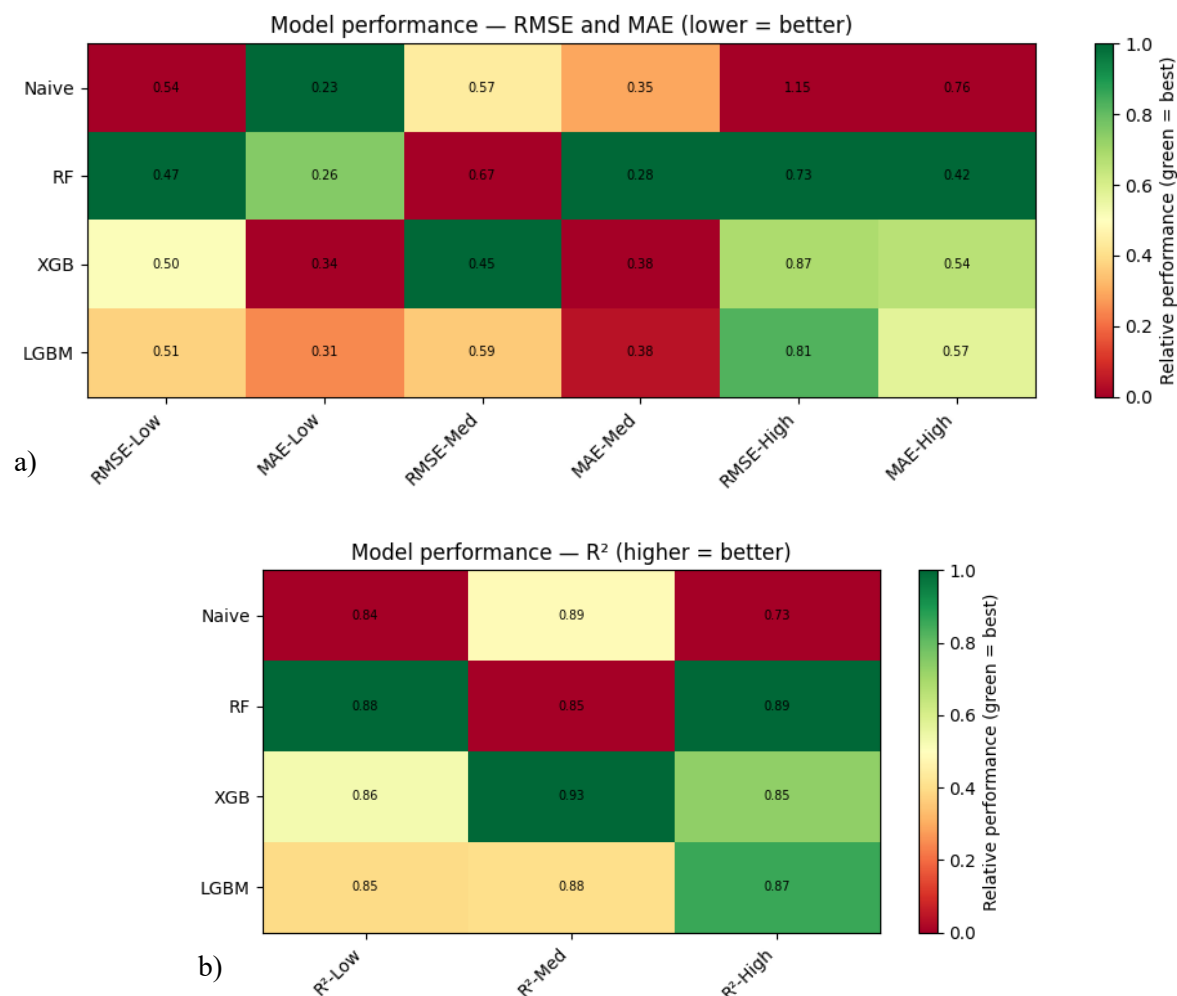 Model performance — RMSE and MAE (lower = better)
Naive 0.54 0.23 0.57 0.35 1.15 0.76
RF 0.47 0.26 0.67 0.28 0.73 0.42
XGB 0.50 0.34 0.45 0.38 0.87 0.54
LGBM 0.51 0.31 0.59 0.38 0.81 0.57
RMSE-Low MAE-Low RMSE-Med MAE-Med RMSE-High MAE-High
1.0
0.8
0.6
0.4
0.2
0.0
Relative performance (green = best)
a)
Model performance — R² (higher = better)
Naive 0.84 0.89 0.73
RF 0.88 0.85 0.89
XGB 0.86 0.93 0.85
LGBM 0.85 0.88 0.87
R²-Low R²-Med R²-High
1.0
0.8
0.6
0.4
0.2
0.0
Relative performance (green = best)
b)